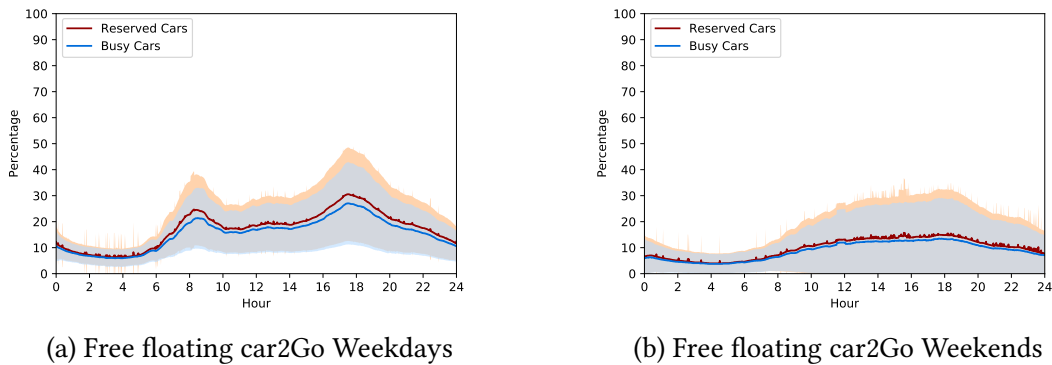 100
90
80
70
60
50
40
30
20
10
0
Percentage
Reserved Cars
Busy Cars
0 2 4 6 8 10 12 14 16 18 20 22 24
Hour
(a) Free floating car2Go Weekdays
100
90
80
70
60
50
40
30
20
10
0
Percentage
Reserved Cars
Busy Cars
0 2 4 6 8 10 12 14 16 18 20 22 24
Hour
(b) Free floating car2Go Weekends